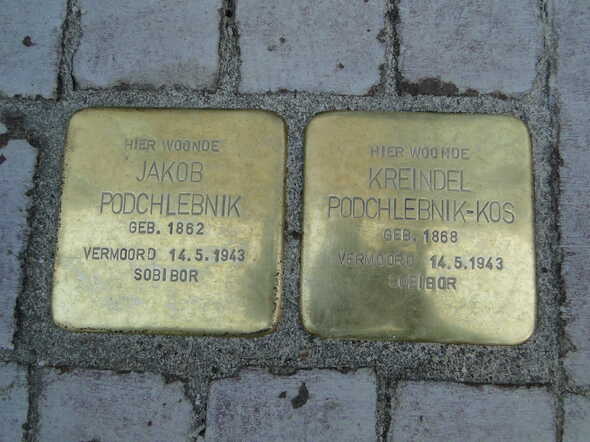 HIER WOONDE
JAKOB
PODCHLEBNIK
GEB. 1862
VERMOORD 14.5.1943
SOBIBOR
HIER WOONDE
KREINDEL
PODCHLEBNIK-KOS
GEB. 1868
VERMOORD 14.5.1943
SOBIBOR